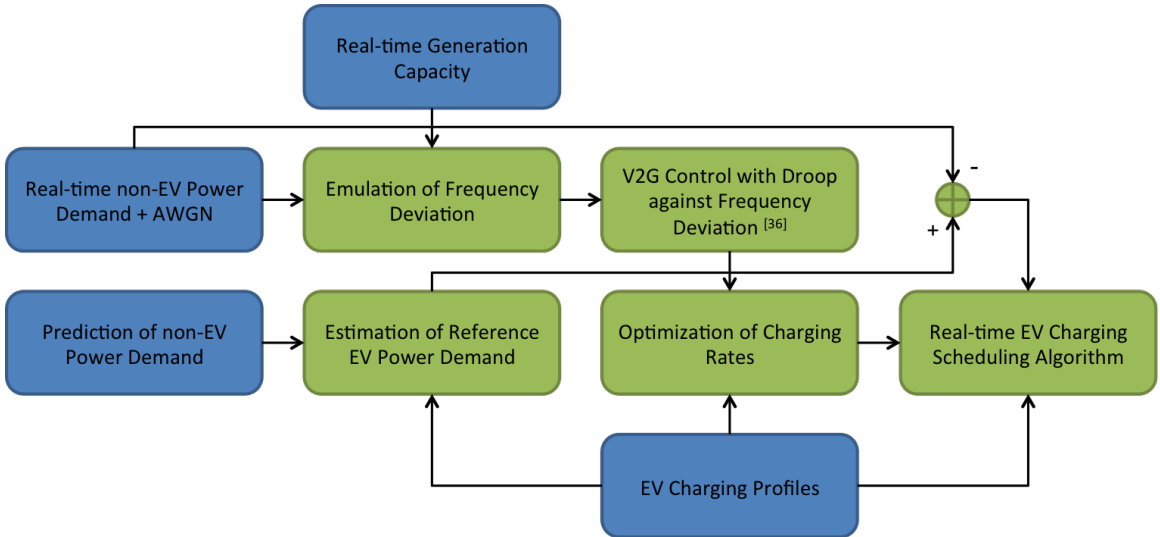 Real-time Generation
Capacity
Real-time non-EV Power
Demand + AWGN
Emulation of Frequency
Deviation
V2G Control with Droop
against Frequency
Deviation [36]
-
+
Prediction of non-EV
Power Demand
Estimation of Reference
EV Power Demand
Optimization of Charging
Rates
Real-time EV Charging
Scheduling Algorithm
EV Charging Profiles